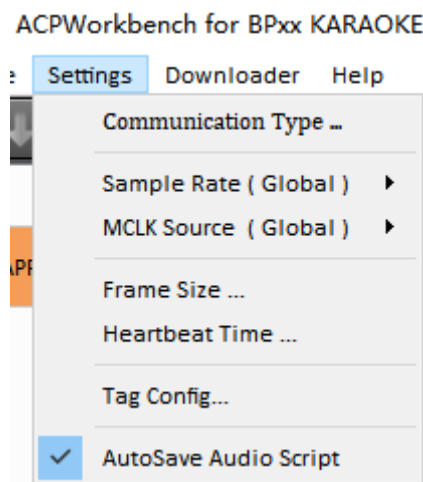 ACPWorkbench for BPxx KARAOKE
e Settings Downloader Help
Communication Type ...
Sample Rate ( Global )
MCLK Source ( Global )
APP
Frame Size ...
Heartbeat Time ...
Tag Config...
AutoSave Audio Script